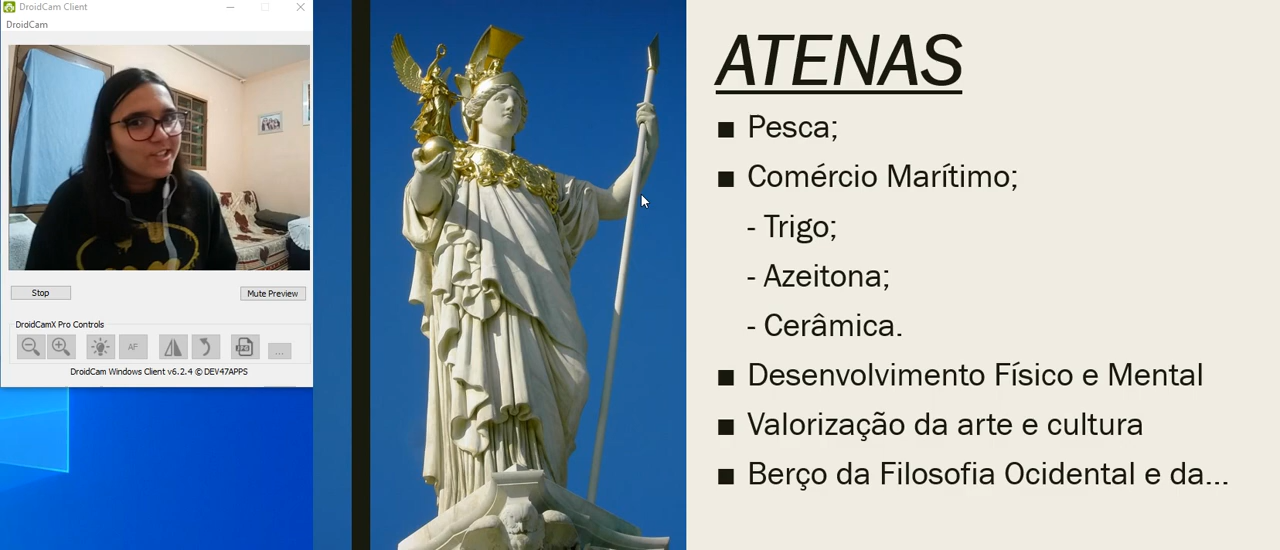 DroidCam Client
DroidCam
Stop
Mute Preview
DroidCamX Pro Controls
AF
JPG
...
DroidCam Windows Client v6.2.4 © DEV47APPS
ATENAS
■ Pesca;
■ Comércio Marítimo;
- Trigo;
- Azeitona;
- Cerâmica.
■ Desenvolvimento Físico e Mental
■ Valorização da arte e cultura
■ Berço da Filosofia Ocidental e da...